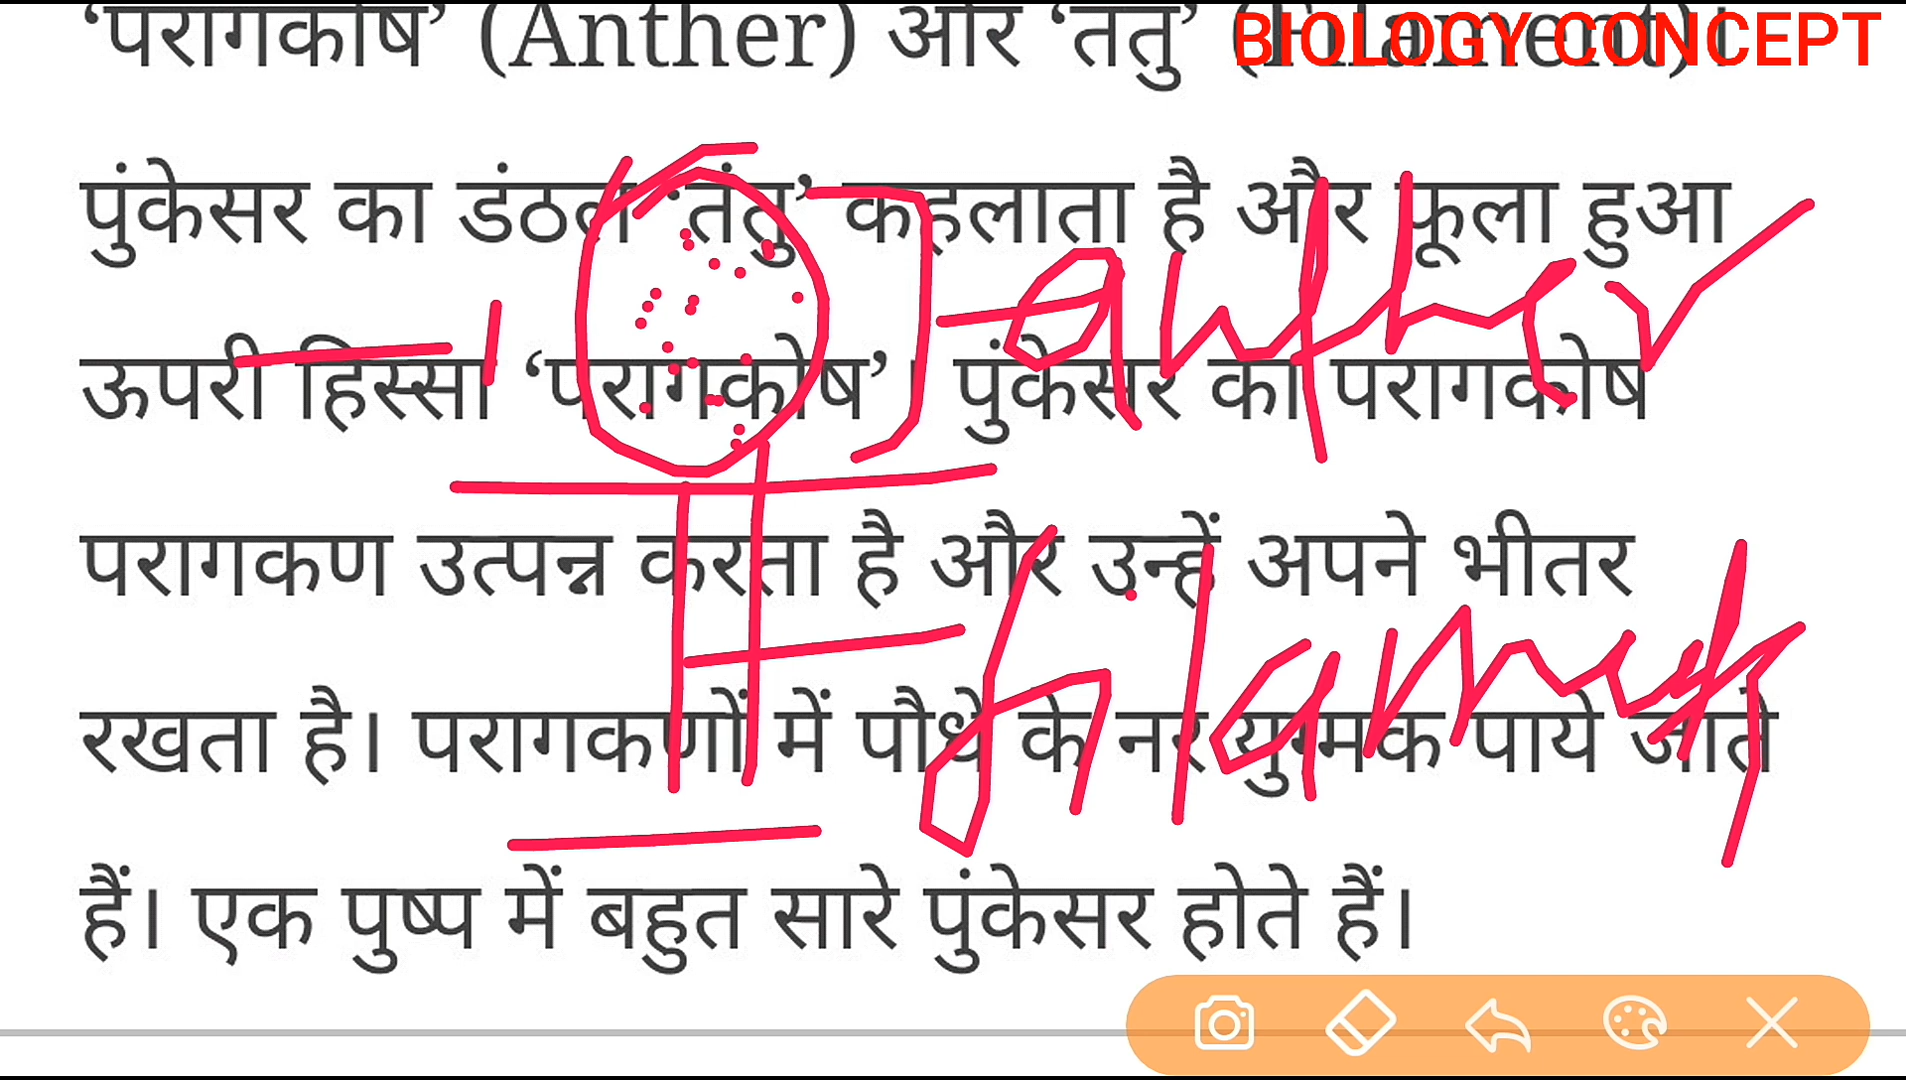 ‘परागकोष’ (Anther) और ‘तंतु’ (Filament)।
BIOLOGY CONCEPT
पुंकेसर का डंठल ‘तंतु’ कहलाता है और फूला हुआ
anther
ऊपरी हिस्सा ‘परागकोष’। पुंकेसर का परागकोष
परागकण उत्पन्न करता है और उन्हें अपने भीतर
रखता है। परागकणों में पौधे के नर युग्मक पाये जाते
हैं। एक पुष्प में बहुत सारे पुंकेसर होते हैं।